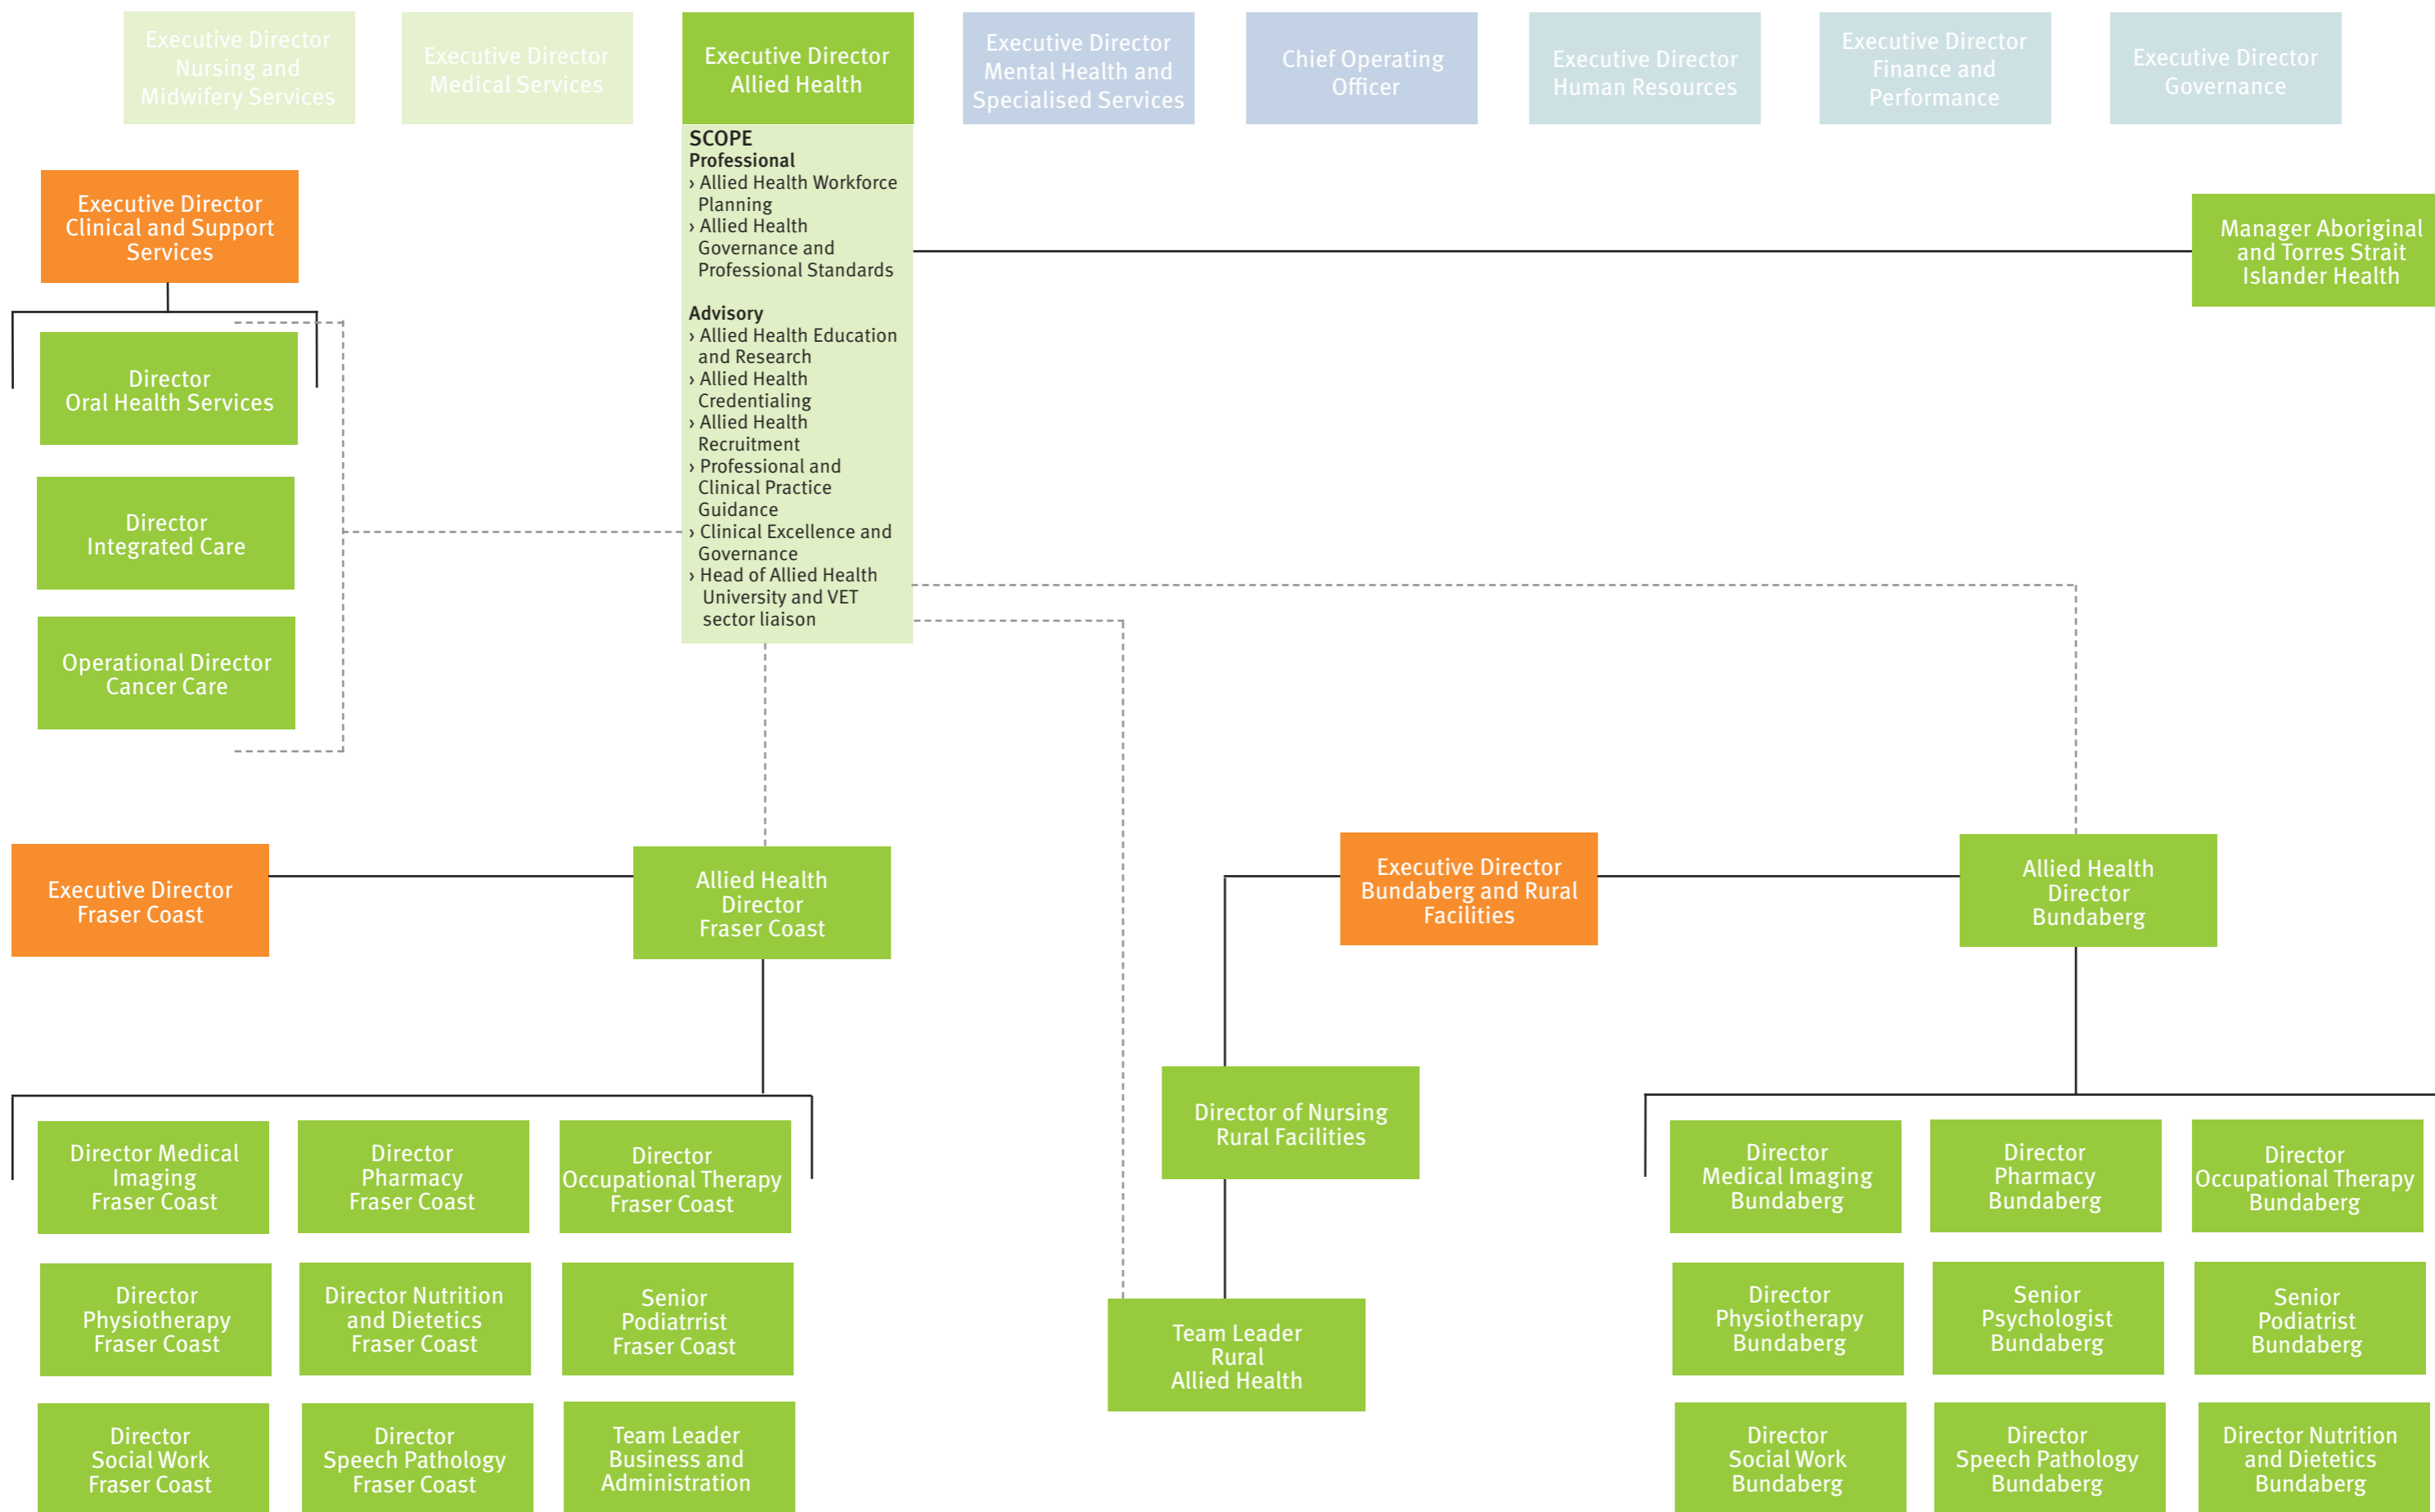 Executive Director
Nursing and
Midwifery Services
Executive Director
Medical Services
Executive Director
Allied Health
Executive Director
Mental Health and
Specialised Services
Chief Operating
Officer
Executive Director
Human Resources
Executive Director
Finance and
Performance
Executive Director
Governance
SCOPE
Professional
› Allied Health Workforce
Planning
› Allied Health
Governance and
Professional Standards
Advisory
› Allied Health Education
and Research
› Allied Health
Credentialing
› Allied Health
Recruitment
› Professional and
Clinical Practice
Guidance
› Clinical Excellence and
Governance
› Head of Allied Health
University and VET
sector liaison
Executive Director
Clinical and Support
Services
Manager Aboriginal
and Torres Strait
Islander Health
Director
Oral Health Services
Director
Integrated Care
Operational Director
Cancer Care
Executive Director
Fraser Coast
Allied Health
Director
Fraser Coast
Executive Director
Bundaberg and Rural
Facilities
Allied Health
Director
Bundaberg
Director of Nursing
Rural Facilities
Team Leader
Rural
Allied Health
Director Medical
Imaging
Fraser Coast
Director
Pharmacy
Fraser Coast
Director
Occupational Therapy
Fraser Coast
Director
Physiotherapy
Fraser Coast
Director Nutrition
and Dietetics
Fraser Coast
Senior
Podiatrrist
Fraser Coast
Director
Social Work
Fraser Coast
Director
Speech Pathology
Fraser Coast
Team Leader
Business and
Administration
Director
Medical Imaging
Bundaberg
Director
Pharmacy
Bundaberg
Director
Occupational Therapy
Bundaberg
Director
Physiotherapy
Bundaberg
Senior
Psychologist
Bundaberg
Senior
Podiatrist
Bundaberg
Director
Social Work
Bundaberg
Director
Speech Pathology
Bundaberg
Director Nutrition
and Dietetics
Bundaberg